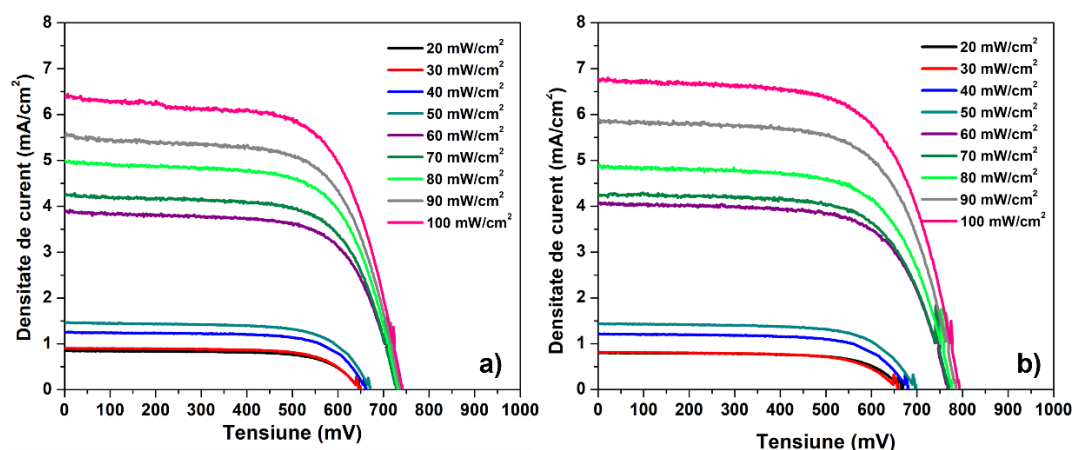 Densitate de curent (mA/cm²)
8
7
6
5
4
3
2
1
0
20 mW/cm²
30 mW/cm²
40 mW/cm²
50 mW/cm²
60 mW/cm²
70 mW/cm²
80 mW/cm²
90 mW/cm²
100 mW/cm²
a)
0 100 200 300 400 500 600 700 800 900 1000
Tensiune (mV)
Densitate de curent (mA/cm²)
8
7
6
5
4
3
2
1
0
20 mW/cm²
30 mW/cm²
40 mW/cm²
50 mW/cm²
60 mW/cm²
70 mW/cm²
80 mW/cm²
90 mW/cm²
100 mW/cm²
b)
0 100 200 300 400 500 600 700 800 900 1000
Tensiune (mV)